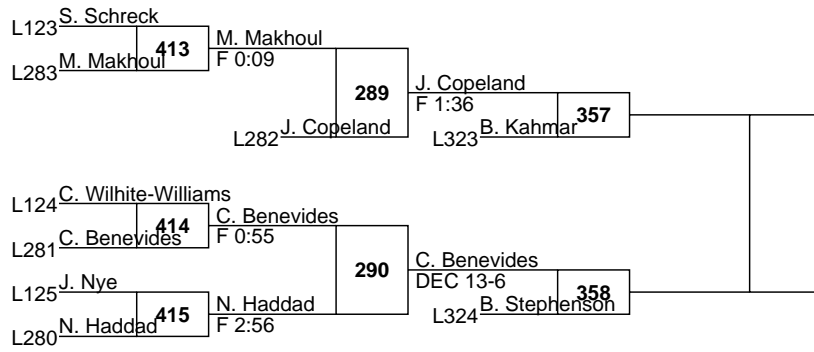 S. Schreck
L123
413
M. Makhoul
F 0:09
M. Makhoul
L283
289
J. Copeland
F 1:36
J. Copeland
L282
357
B. Kahmar
L323
C. Wilhite-Williams
L124
414
C. Benevides
F 0:55
C. Benevides
L281
290
C. Benevides
DEC 13-6
J. Nye
L125
415
N. Haddad
F 2:56
N. Haddad
L280
358
B. Stephenson
L324